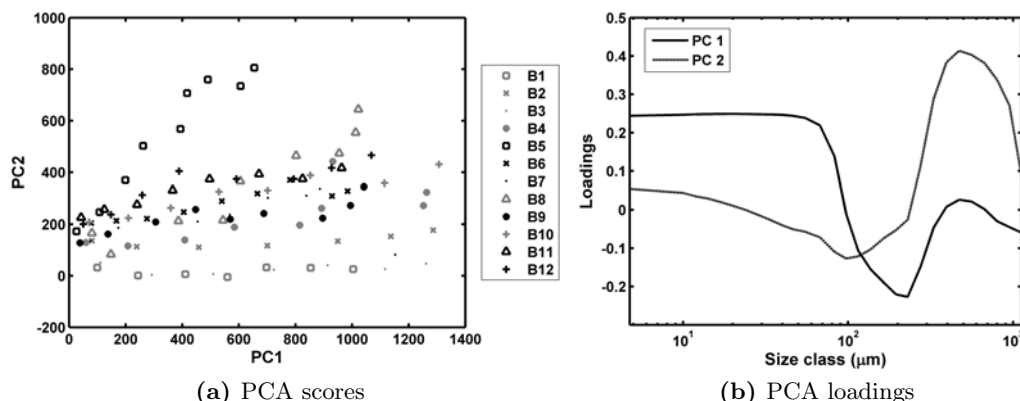 1000
800
600
400
200
0
-200
PC2
0 200 400 600 800 1000 1200 1400
PC1
B1
B2
B3
B4
B5
B6
B7
B8
B9
B10
B11
B12
(a) PCA scores
0.5
0.4
0.3
0.2
0.1
0
-0.1
-0.2
Loadings
PC 1
PC 2
10¹ 10²
Size class (µm)
(b) PCA loadings